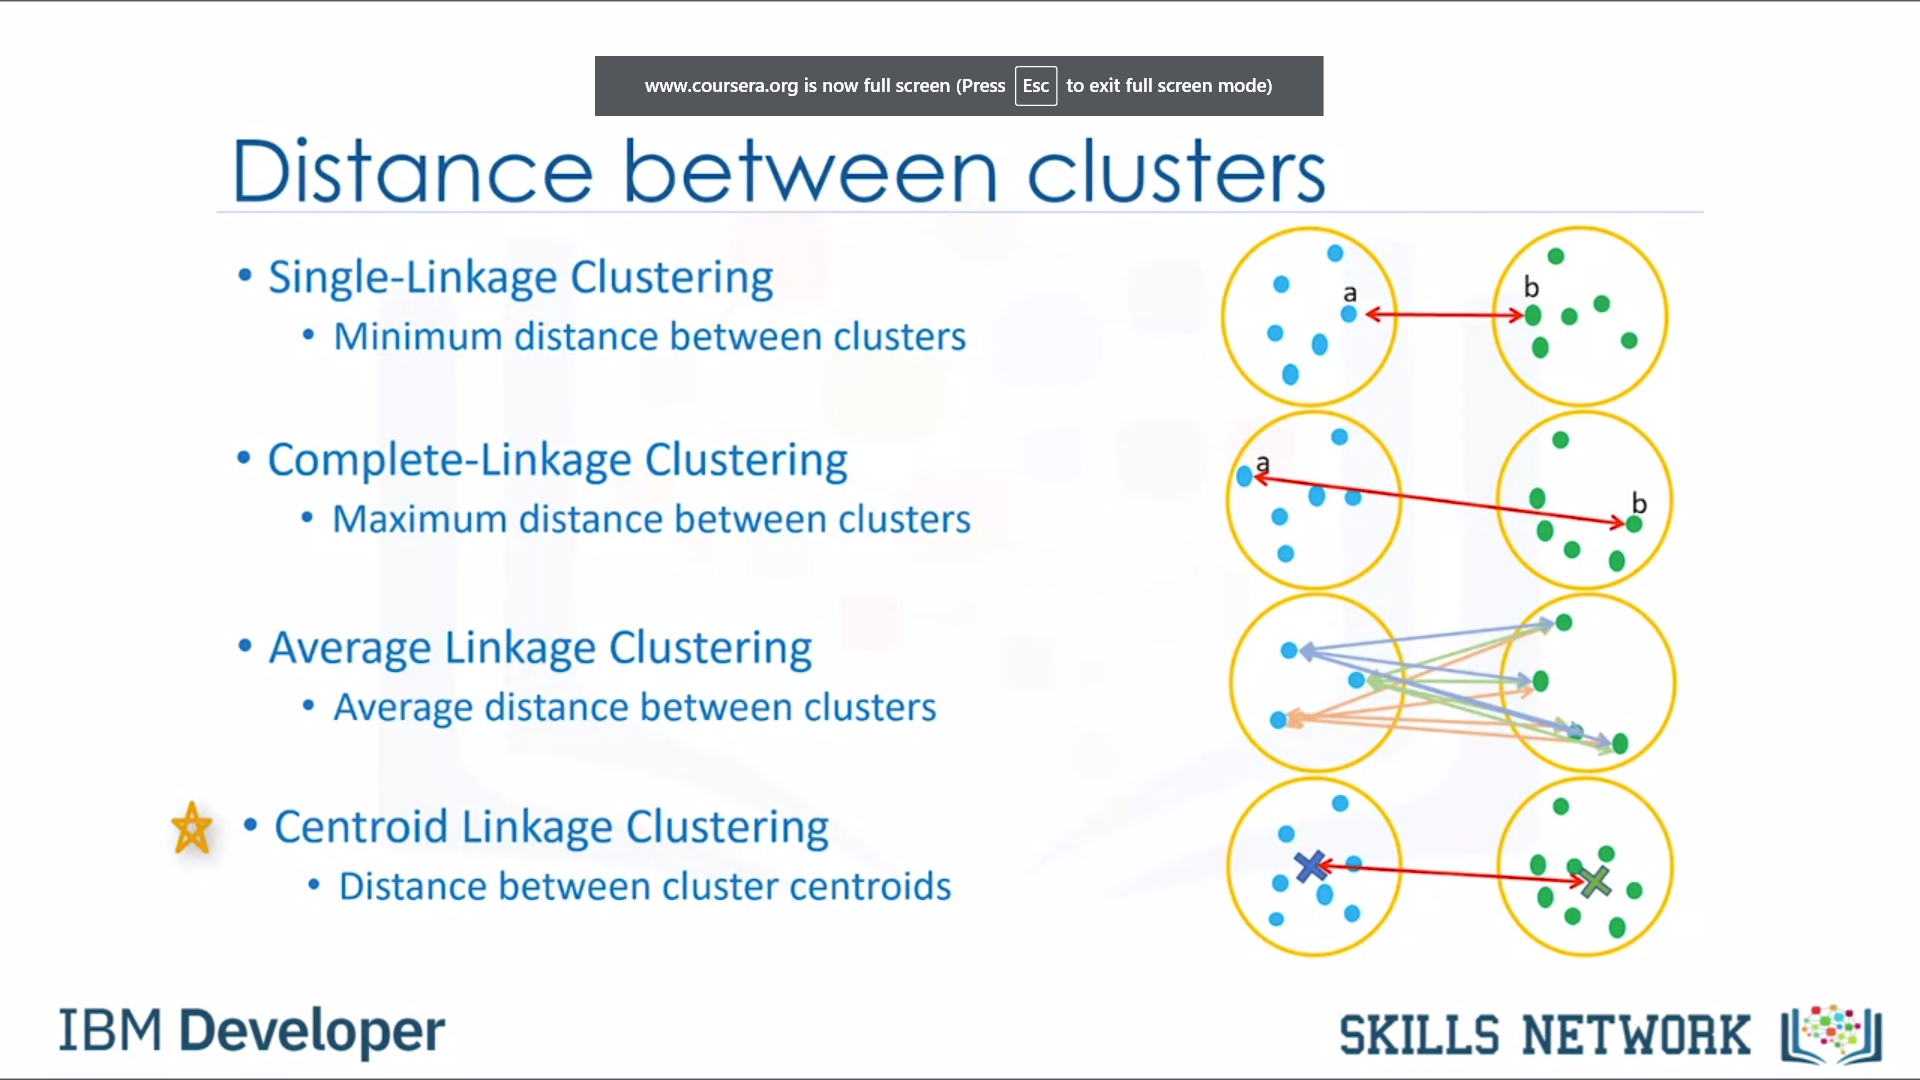 www.coursera.org is now full screen (Press Esc to exit full screen mode)
Distance between clusters
• Single-Linkage Clustering
• Minimum distance between clusters
a
b
• Complete-Linkage Clustering
• Maximum distance between clusters
a
b
• Average Linkage Clustering
• Average distance between clusters
• Centroid Linkage Clustering
• Distance between cluster centroids
IBM Developer
SKILLS NETWORK